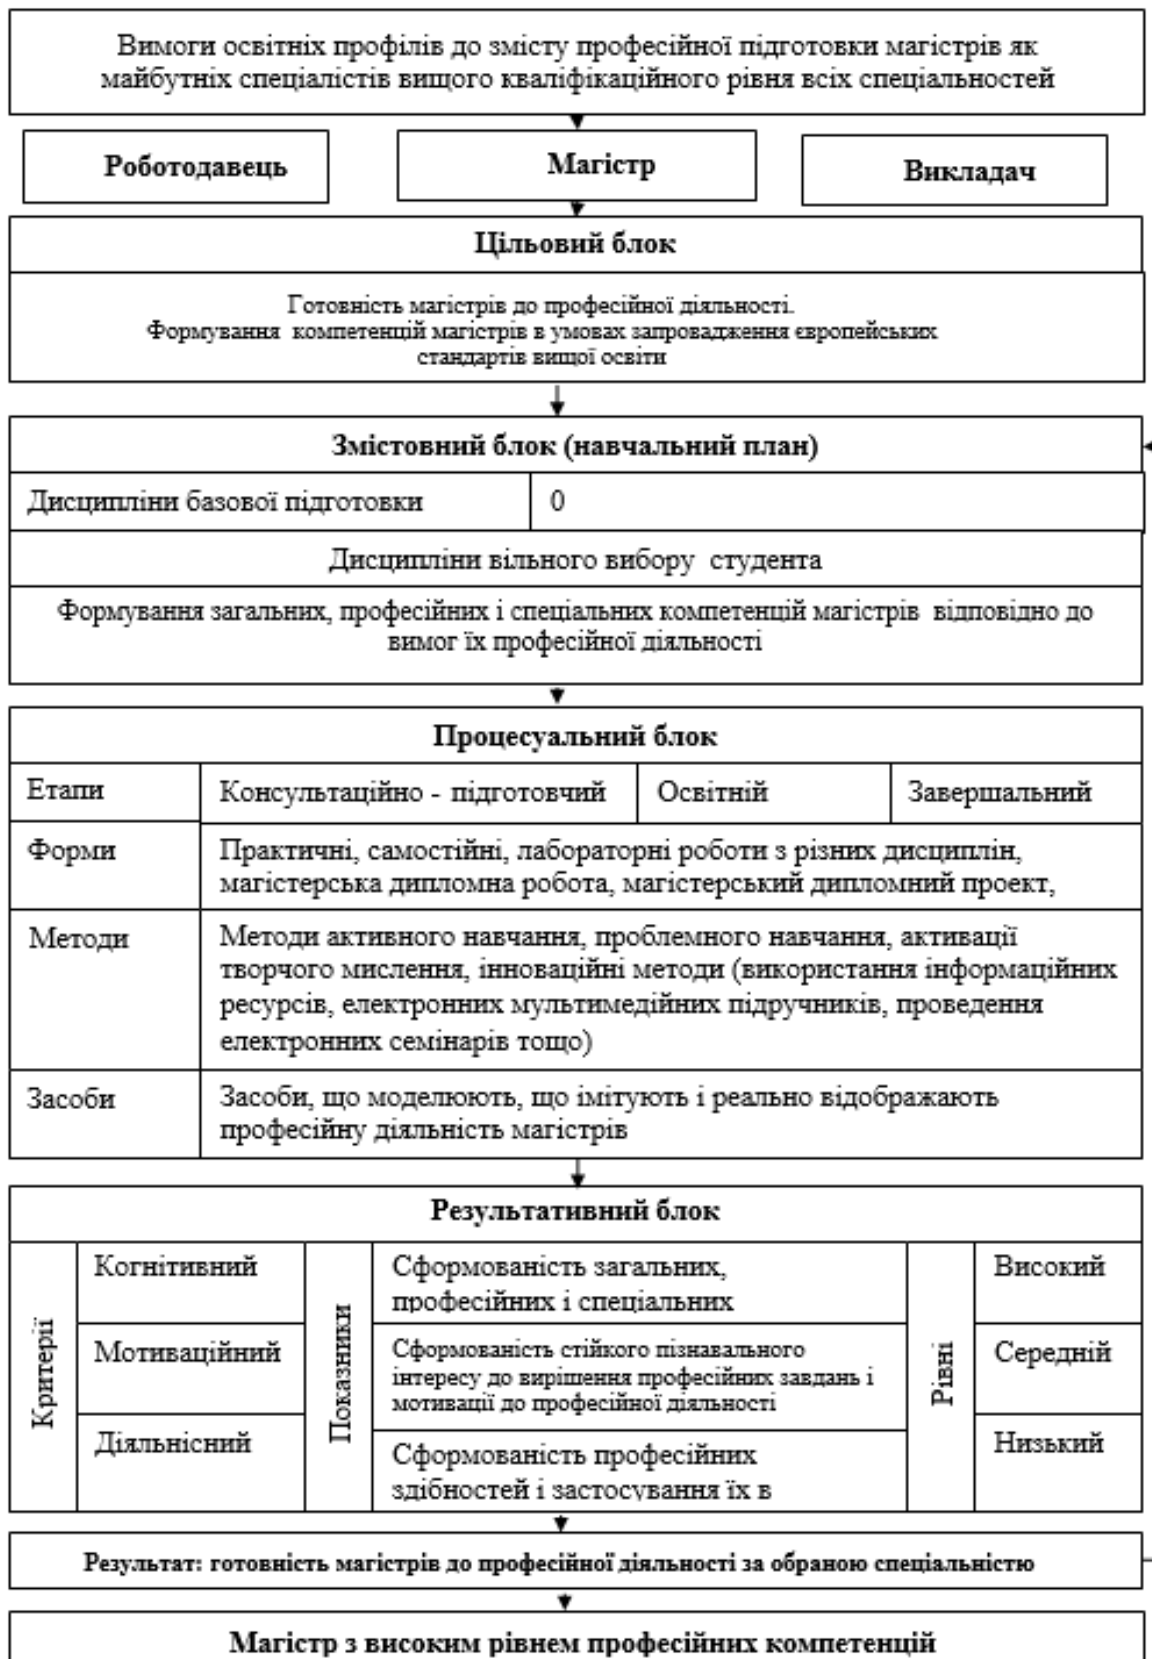 Вимоги освітніх профілів до змісту професійної підготовки магістрів як
майбутніх спеціалістів вищого кваліфікаційного рівня всіх спеціальностей
Роботодавець
Магістр
Викладач
Цільовий блок
Готовність магістрів до професійної діяльності.
Формування компетенцій магістрів в умовах запровадження європейських
стандартів вищої освіти
Змістовний блок (навчальний план)
Дисципліни базової підготовки
0
Дисципліни вільного вибору студента
Формування загальних, професійних і спеціальних компетенцій магістрів відповідно до
вимог їх професійної діяльності
Процесуальний блок
Етапи
Консультаційно - підготовчий
Освітній
Завершальний
Форми
Практичні, самостійні, лабораторні роботи з різних дисциплін,
магістерська дипломна робота, магістерський дипломний проект,
Методи
Методи активного навчання, проблемного навчання, активації
творчого мислення, інноваційні методи (використання інформаційних
ресурсів, електронних мультимедійних підручників, проведення
електронних семінарів тощо)
Засоби
Засоби, що моделюють, що імітують і реально відображають
професійну діяльність магістрів
Результативний блок
Критерії
Когнітивний
Мотиваційний
Діяльнісний
Показники
Сформованість загальних,
професійних і спеціальних
Сформованість стійкого пізнавального
інтересу до вирішення професійних завдань і
мотивації до професійної діяльності
Сформованість професійних
здібностей і застосування їх в
Рівні
Високий
Середній
Низький
Результат: готовність магістрів до професійної діяльності за обраною спеціальністю
Магістр з високим рівнем професійних компетенцій